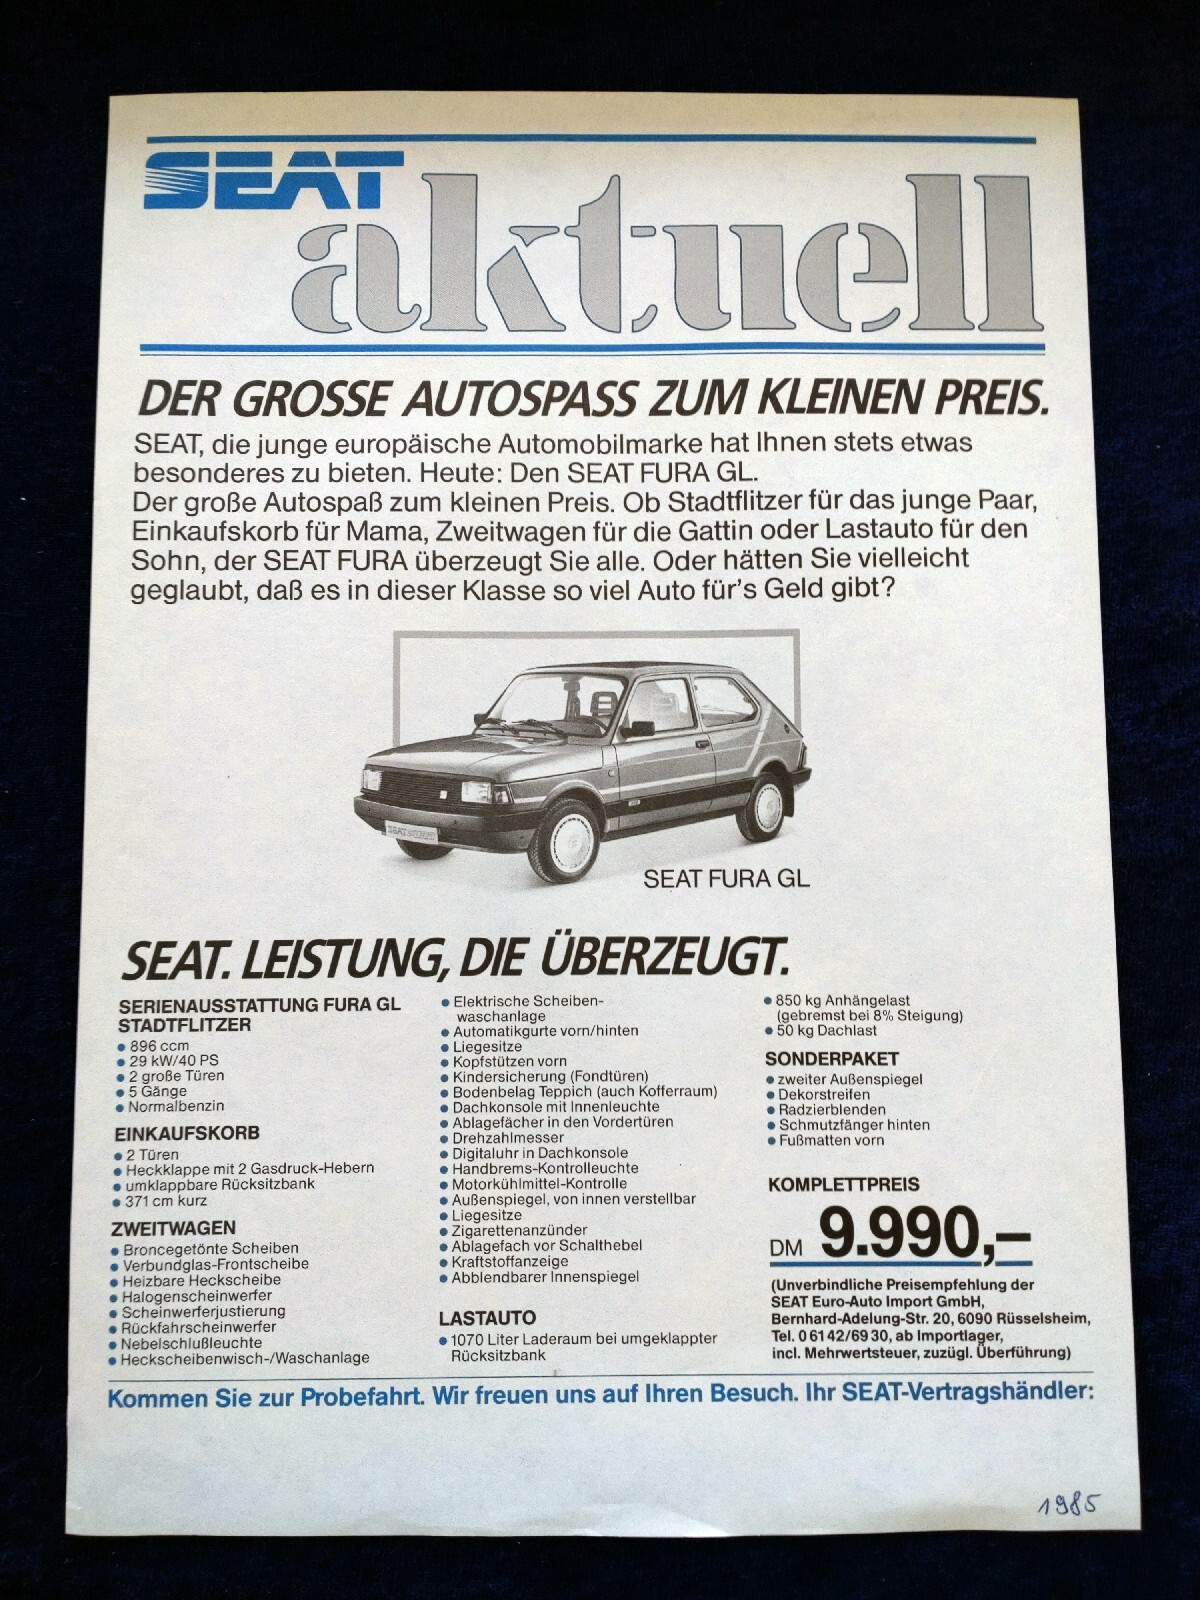 SEAT
aktuell
DER GROSSE AUTOSPASS ZUM KLEINEN PREIS.
SEAT, die junge europäische Automobilmarke hat Ihnen stets etwas
besonderes zu bieten. Heute: Den SEAT FURA GL.
Der große Autospaß zum kleinen Preis. Ob Stadtflitzer für das junge Paar,
Einkaufskorb für Mama, Zweitwagen für die Gattin oder Lastauto für den
Sohn, der SEAT FURA überzeugt Sie alle. Oder hätten Sie vielleicht
geglaubt, daß es in dieser Klasse so viel Auto für's Geld gibt?
SEAT
SEAT FURA GL
SEAT. LEISTUNG, DIE ÜBERZEUGT.
SERIENAUSSTATTUNG FURA GL
STADTFLITZER
• 896 ccm
• 29 kW/40 PS
• 2 große Türen
• 5 Gänge
• Normalbenzin
EINKAUFSKORB
• 2 Türen
• Heckklappe mit 2 Gasdruck-Hebern
• umklappbare Rücksitzbank
• 371 cm kurz
ZWEITWAGEN
• Broncegetönte Scheiben
• Verbundglas-Frontscheibe
• Heizbare Heckscheibe
• Halogenscheinwerfer
• Scheinwerferjustierung
• Rückfahrscheinwerfer
• Nebelschlußleuchte
• Heckscheibenwisch-/Waschanlage
• Elektrische Scheiben-
waschanlage
• Automatikgurte vorn/hinten
• Liegesitze
• Kopfstützen vorn
• Kindersicherung (Fondtüren)
• Bodenbelag Teppich (auch Kofferraum)
• Dachkonsole mit Innenleuchte
• Ablagefächer in den Vordertüren
• Drehzahlmesser
• Digitaluhr in Dachkonsole
• Handbrems-Kontrolleuchte
• Motorkühlmittel-Kontrolle
• Außenspiegel, von innen verstellbar
• Liegesitze
• Zigarettenanzünder
• Ablagefach vor Schalthebel
• Kraftstoffanzeige
• Abblendbarer Innenspiegel
LASTAUTO
• 1070 Liter Laderaum bei umgeklappter
Rücksitzbank
• 850 kg Anhängelast
(gebremst bei 8% Steigung)
• 50 kg Dachlast
SONDERPAKET
• zweiter Außenspiegel
• Dekorstreifen
• Radzierblenden
• Schmutzfänger hinten
• Fußmatten vorn
KOMPLETTPREIS
DM 9.990,–
(Unverbindliche Preisempfehlung der
SEAT Euro-Auto Import GmbH,
Bernhard-Adelung-Str. 20, 6090 Rüsselsheim,
Tel. 0 61 42/69 30, ab Importlager,
incl. Mehrwertsteuer, zuzügl. Überführung)
Kommen Sie zur Probefahrt. Wir freuen uns auf Ihren Besuch. Ihr SEAT-Vertragshändler:
1985